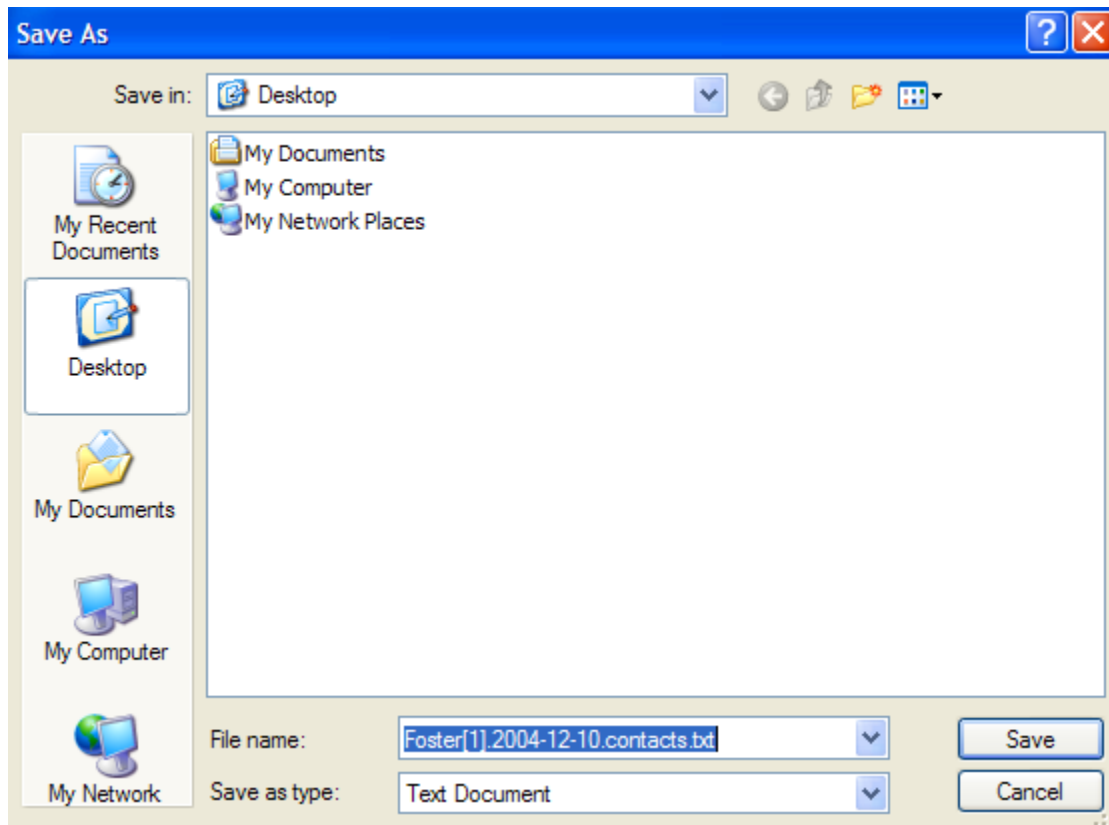 Save As
Save in:
Desktop
My Recent
Documents
Desktop
My Documents
My Computer
My Network
My Documents
My Computer
My Network Places
File name:
Foster[1].2004-12-10.contacts.txt
Save
Save as type:
Text Document
Cancel